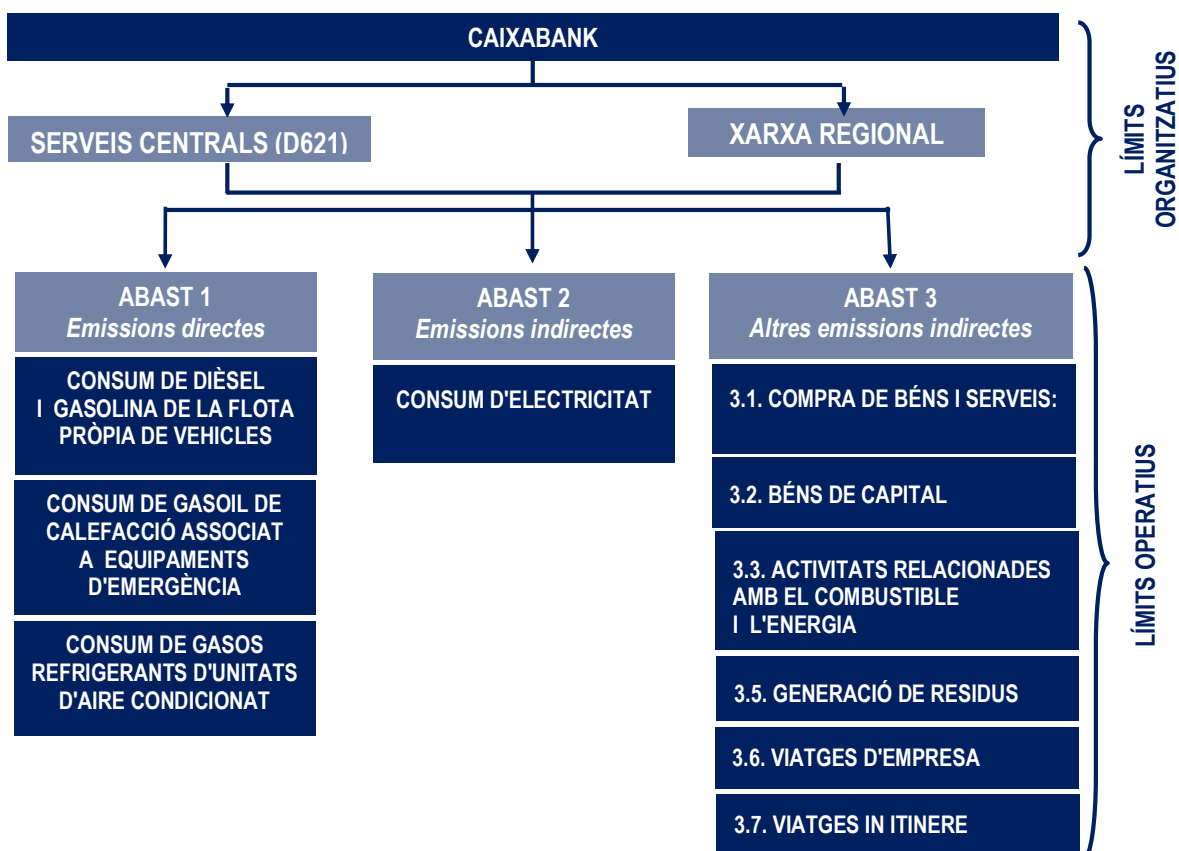 CAIXABANK
SERVEIS CENTRALS (D621)
XARXA REGIONAL
LÍMITS
ORGANITZATIUS
ABAST 1
Emissions directes
CONSUM DE DIÈSEL
I GASOLINA DE LA FLOTA
PRÒPIA DE VEHICLES
CONSUM DE GASOIL DE
CALEFACCIÓ ASSOCIAT
A EQUIPAMENTS
D'EMERGÈNCIA
CONSUM DE GASOS
REFRIGERANTS D'UNITATS
D'AIRE CONDICIONAT
ABAST 2
Emissions indirectes
CONSUM D'ELECTRICITAT
ABAST 3
Altres emissions indirectes
3.1. COMPRA DE BÉNS I SERVEIS:
3.2. BÉNS DE CAPITAL
3.3. ACTIVITATS RELACIONADES
AMB EL COMBUSTIBLE
I L'ENERGIA
3.5. GENERACIÓ DE RESIDUS
3.6. VIATGES D'EMPRESA
3.7. VIATGES IN ITINERE
LÍMITS OPERATIUS